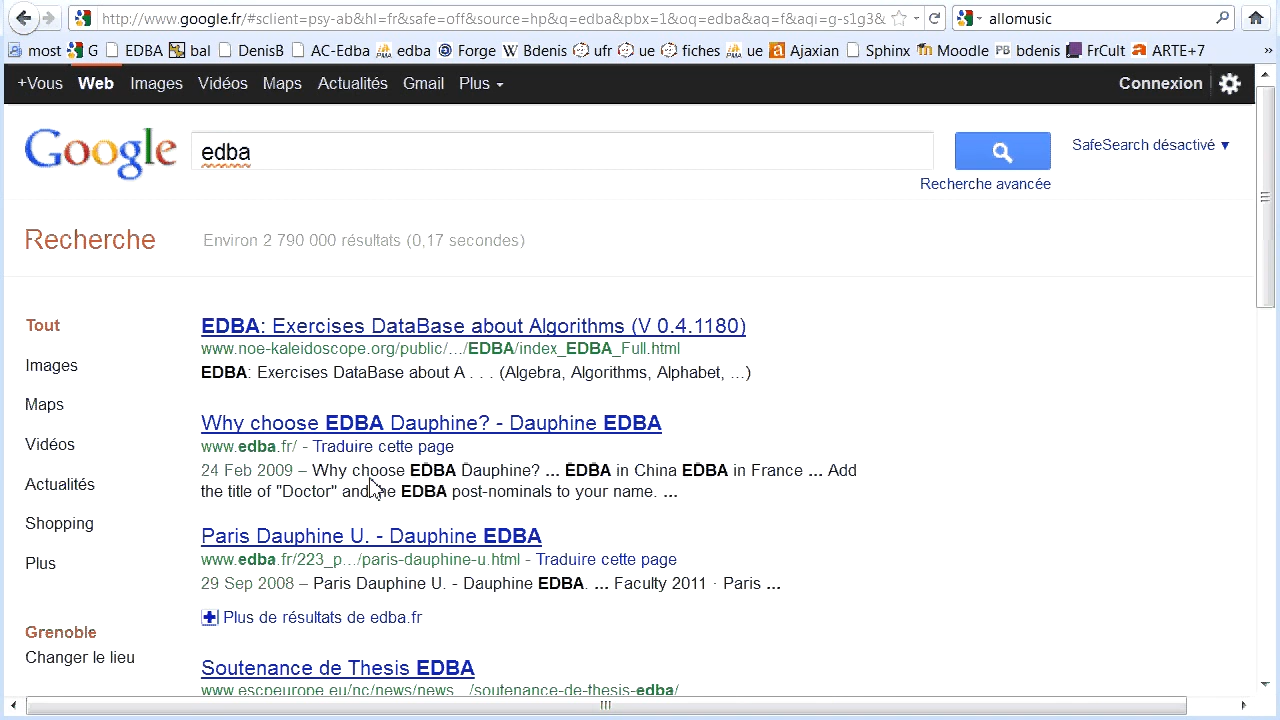 http://www.google.fr/#sclient=psy-ab&hl=fr&safe=off&source=hp&q=edba&pbx=1&oq=edba&aq=f&aqi=g-s1g3& allomusic
most G EDBA bal DenisB AC-Edba edba Forge Bdenis ufr ue fiches ue Ajaxian Sphinx Moodle bdenis FrCult ARTE+7 »
+Vous Web Images Vidéos Maps Actualités Gmail Plus Connexion
Google edba SafeSearch désactivé ▼
Recherche avancée
Recherche Environ 2 790 000 résultats (0,17 secondes)
Tout
Images
Maps
Vidéos
Actualités
Shopping
Plus
Grenoble
Changer le lieu
EDBA: Exercises DataBase about Algorithms (V 0.4.1180)
www.noe-kaleidoscope.org/public/.../EDBA/index_EDBA_Full.html
EDBA: Exercises DataBase about A . . . (Algebra, Algorithms, Alphabet, ...)
Why choose EDBA Dauphine? - Dauphine EDBA
www.edba.fr/ - Traduire cette page
24 Feb 2009 – Why choose EDBA Dauphine? ... EDBA in China EDBA in France ... Add
the title of "Doctor" and the EDBA post-nominals to your name. ...
Paris Dauphine U. - Dauphine EDBA
www.edba.fr/223_p.../paris-dauphine-u.html - Traduire cette page
29 Sep 2008 – Paris Dauphine U. - Dauphine EDBA. ... Faculty 2011 · Paris ...
Plus de résultats de edba.fr
Soutenance de Thesis EDBA
www.escpeurope.eu/nc/news/news.../soutenance-de-thesis-edba/